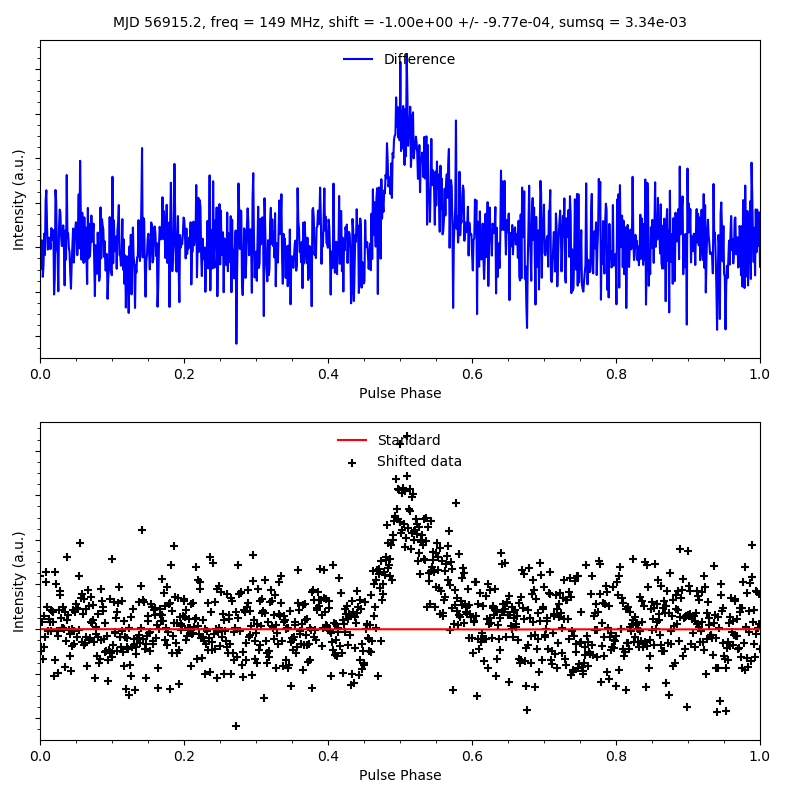 MJD 56915.2, freq = 149 MHz, shift = -1.00e+00 +/- -9.77e-04, sumsq = 3.34e-03
Difference
Intensity (a.u.)
0.0 0.2 0.4 0.6 0.8 1.0
Pulse Phase
Standard
Shifted data
Intensity (a.u.)
0.0 0.2 0.4 0.6 0.8 1.0
Pulse Phase